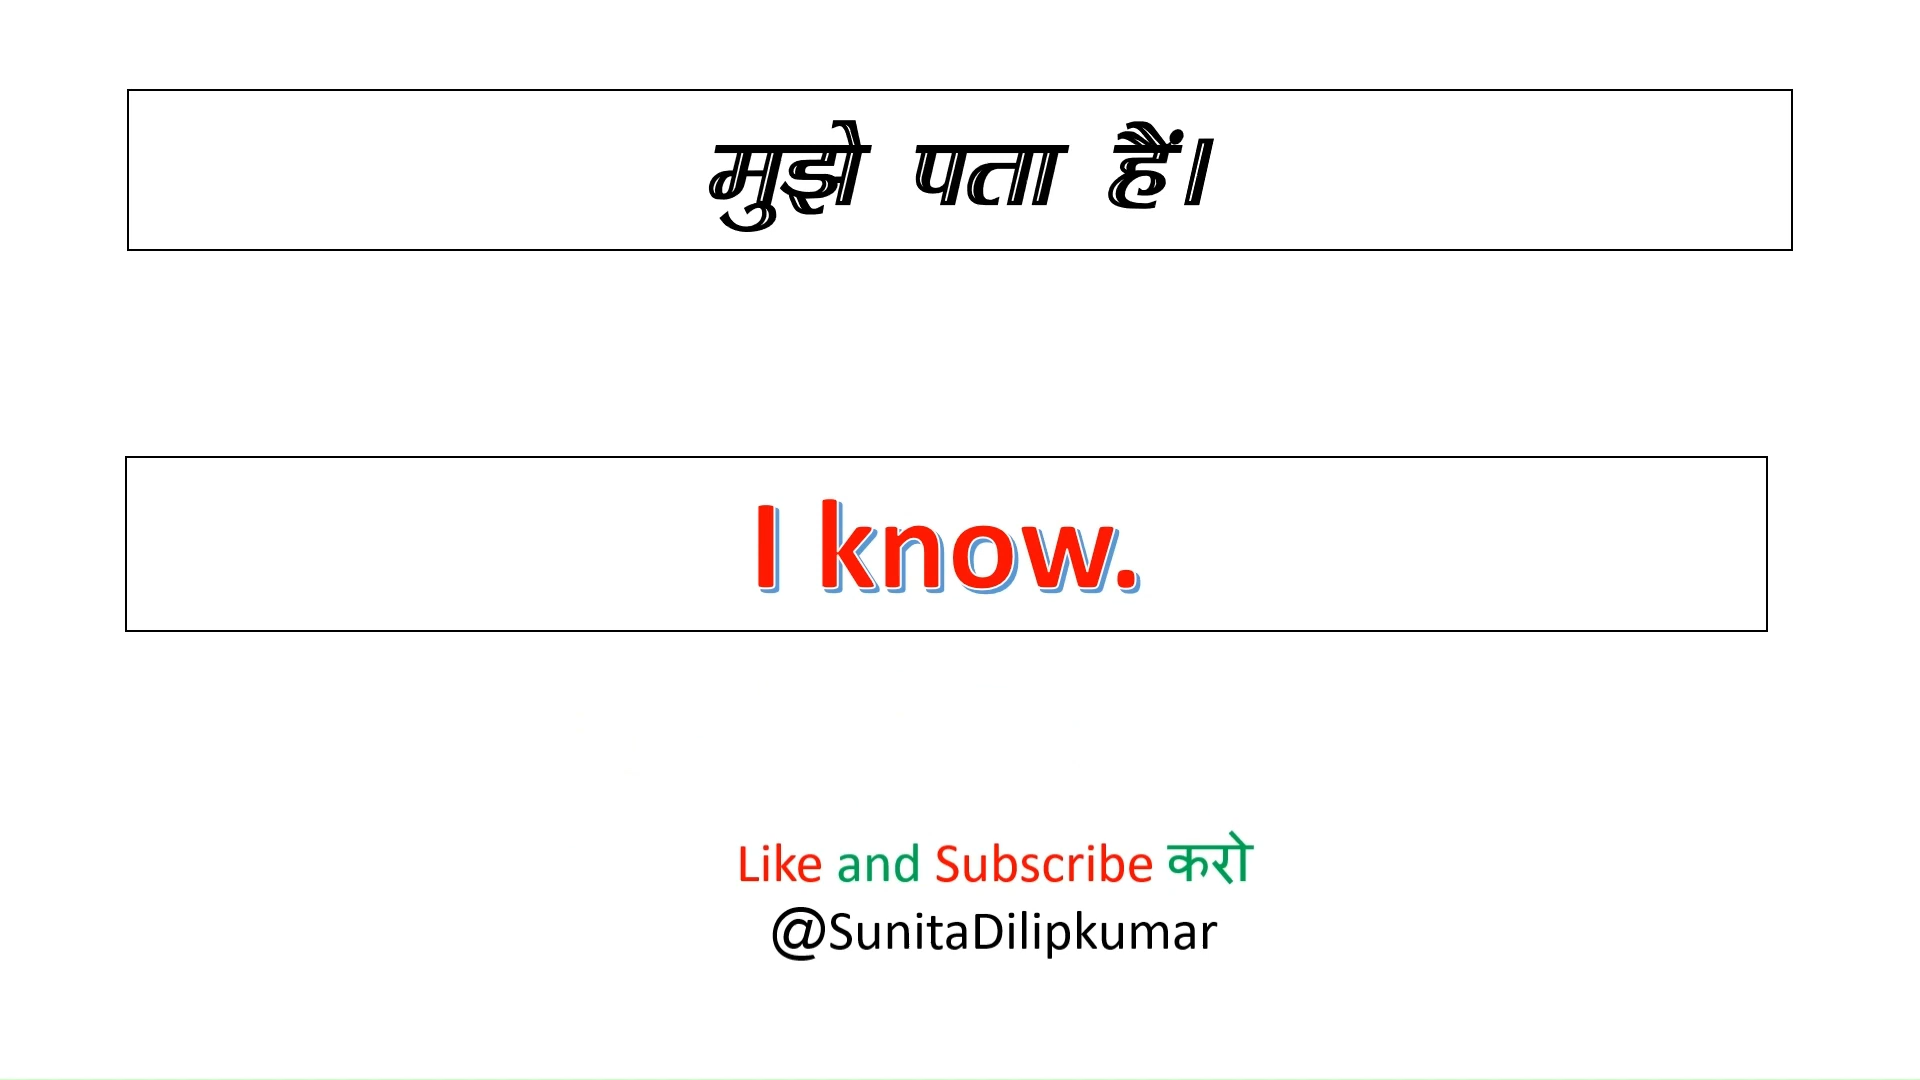 मुझे पता हैं।
I know.
Like and Subscribe करो
@SunitaDilipkumar